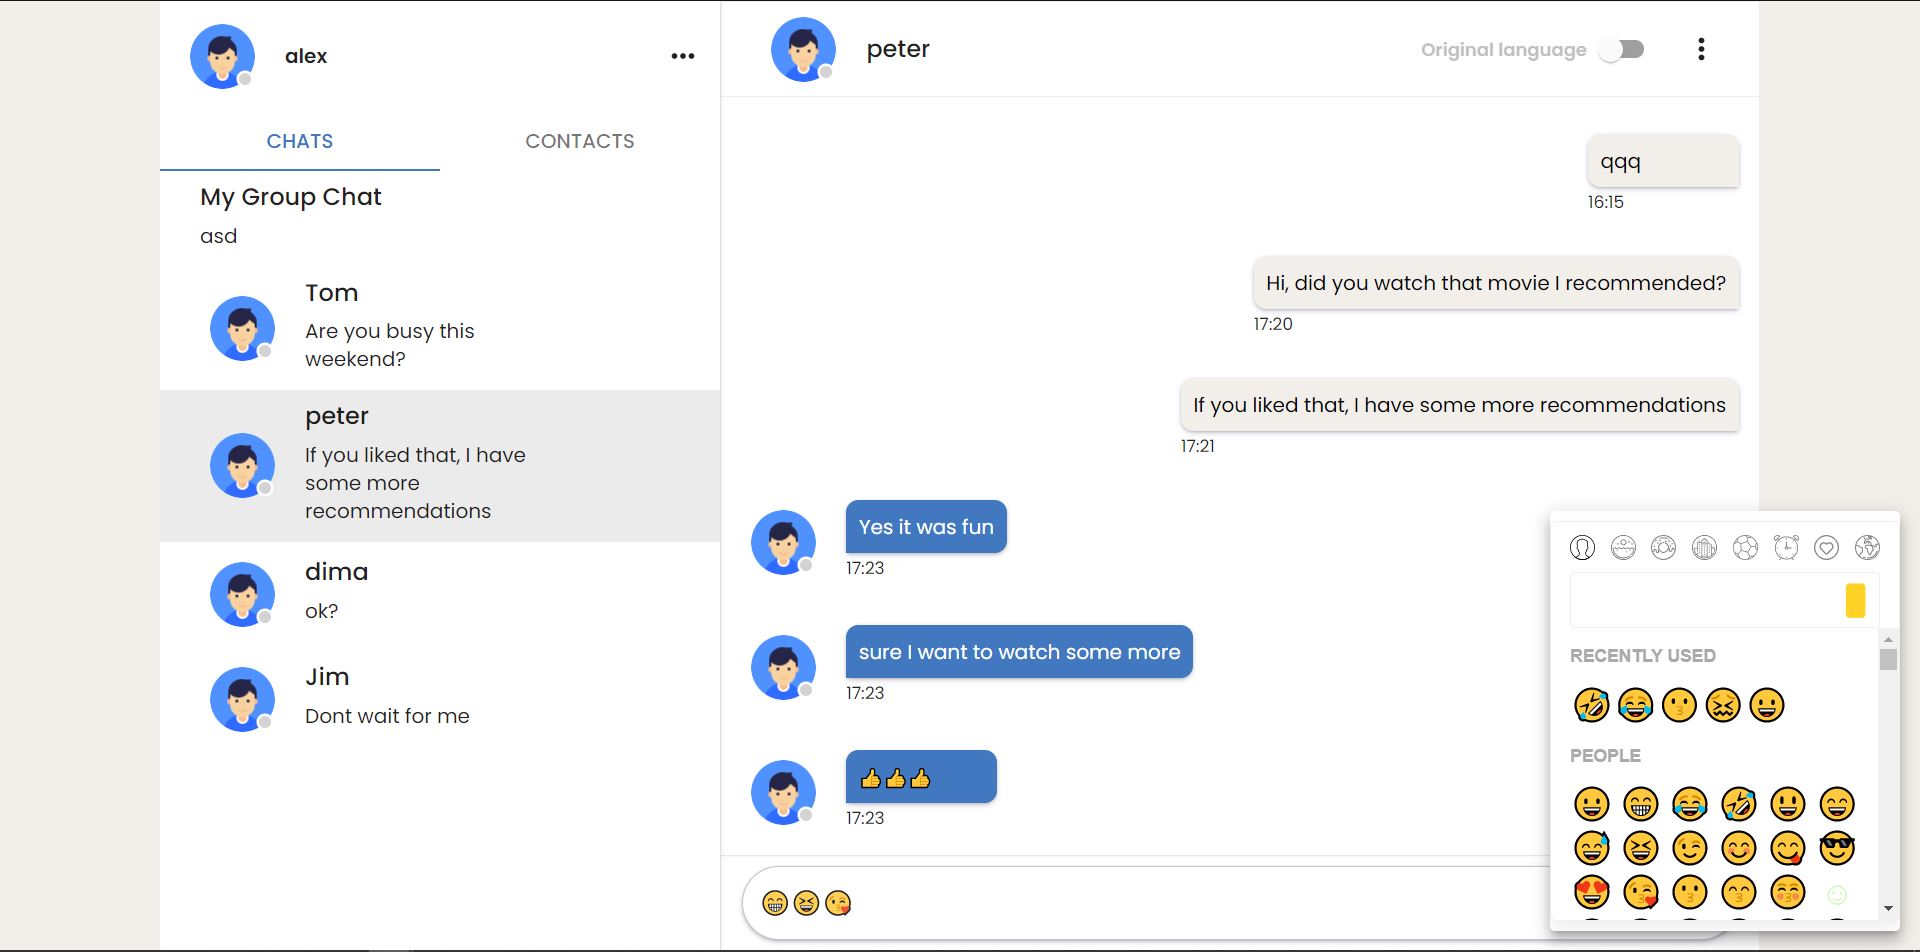 alex
CHATS
CONTACTS
My Group Chat
asd
Tom
Are you busy this
weekend?
peter
If you liked that, I have
some more
recommendations
dima
ok?
Jim
Dont wait for me
peter
Original language
qqq
16:15
Hi, did you watch that movie I recommended?
17:20
If you liked that, I have some more recommendations
17:21
Yes it was fun
17:23
sure I want to watch some more
17:23
👍👍👍
17:23
😁😆😘
RECENTLY USED
PEOPLE